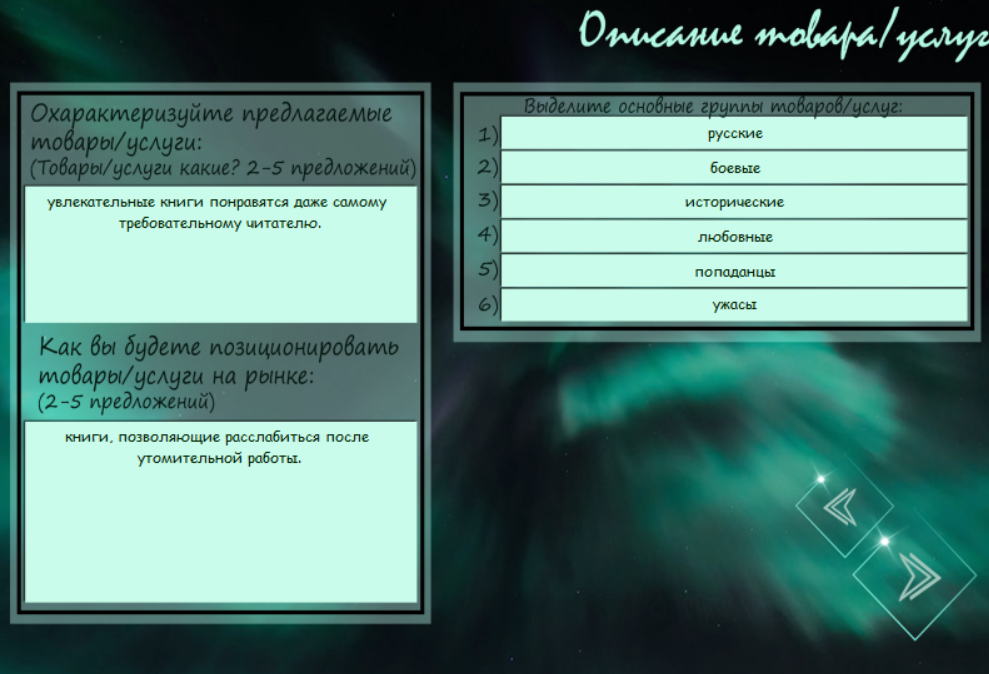 Описание товара/услуг
Охарактеризуйте предлагаемые
товары/услуги:
(Товары/услуги какие? 2-5 предложений)
увлекательные книги понравятся даже самому
требовательному читателю.
Как вы будете позиционировать
товары/услуги на рынке:
(2-5 предложений)
книги, позволяющие расслабиться после
утомительной работы.
Выделите основные группы товаров/услуг:
1) русские
2) боевые
3) исторические
4) любовные
5) попаданцы
6) ужасы